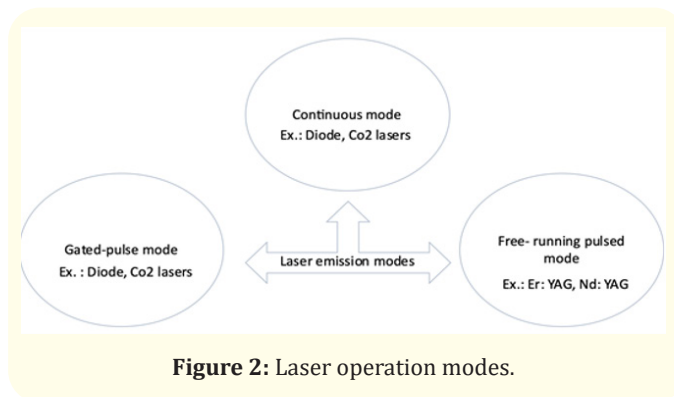 Continuous mode
Ex.: Diode, Co2 lasers
Gated-pulse mode
Ex. : Diode, Co2 lasers
Laser emission modes
Free- running pulsed
mode
Ex.: Er: YAG, Nd: YAG
Figure 2: Laser operation modes.